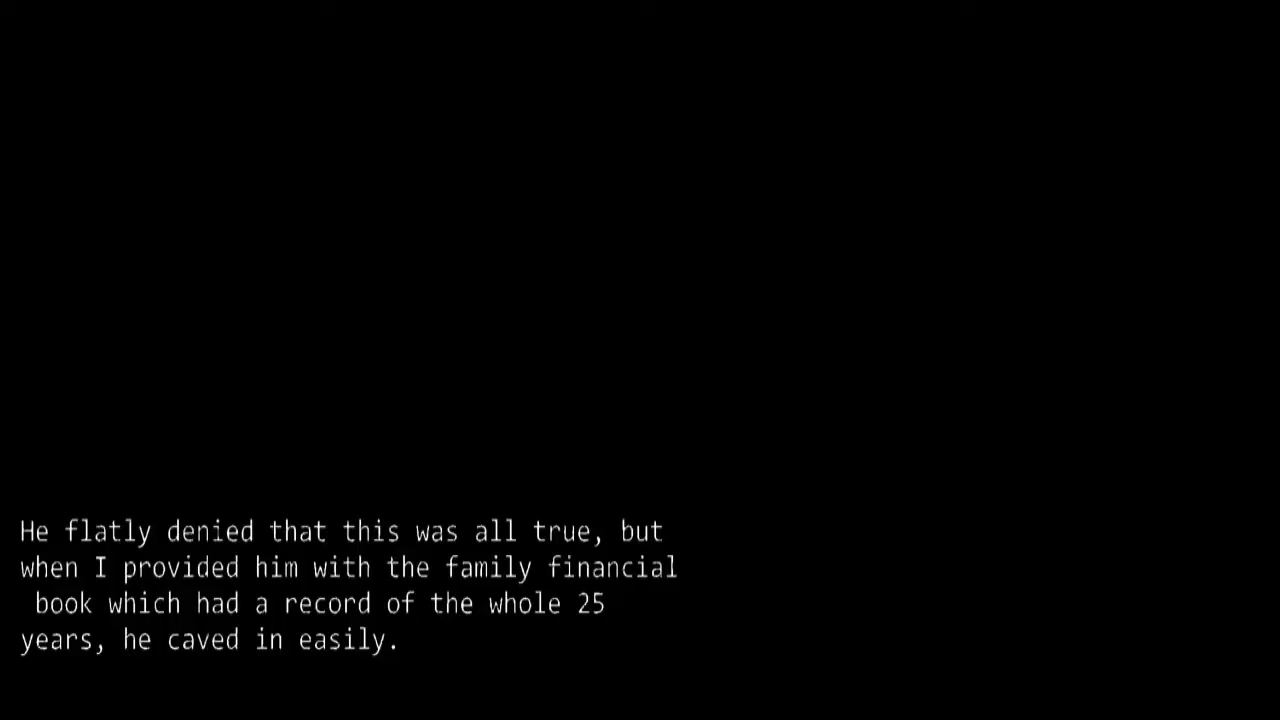 He flatly denied that this was all true, but
when I provided him with the family financial
book which had a record of the whole 25
years, he caved in easily.